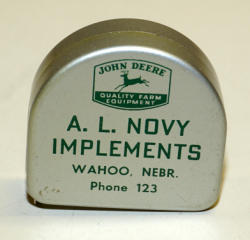 JOHN DEERE
QUALITY FARM
EQUIPMENT
A. L. NOVY
IMPLEMENTS
WAHOO, NEBR.
Phone 123